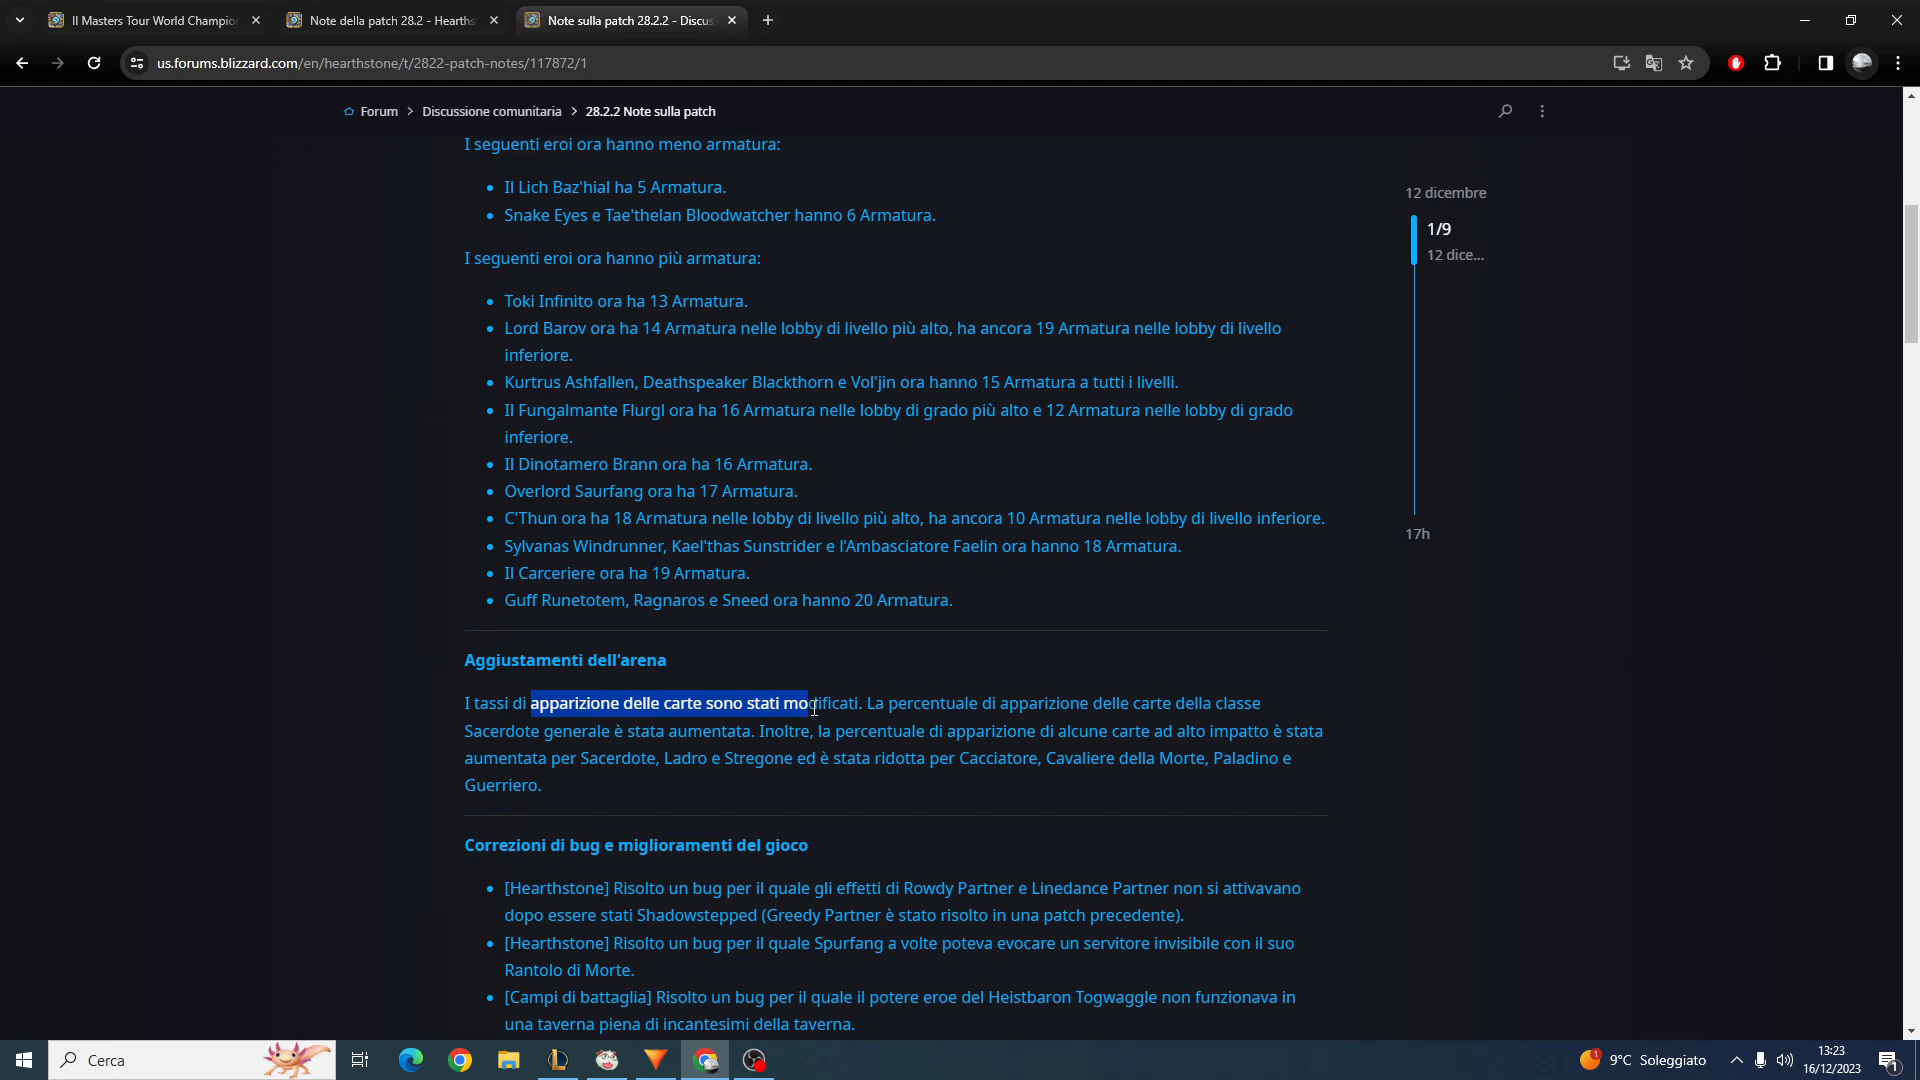 Il Masters Tour World Champio
Note della patch 28.2 - Hearths
Note sulla patch 28.2.2 - Discus
us.forums.blizzard.com/en/hearthstone/t/2822-patch-notes/117872/1
Forum > Discussione comunitaria > 28.2.2 Note sulla patch
I seguenti eroi ora hanno meno armatura:
Il Lich Baz'hial ha 5 Armatura.
Snake Eyes e Tae'thelan Bloodwatcher hanno 6 Armatura.
I seguenti eroi ora hanno più armatura:
Toki Infinito ora ha 13 Armatura.
Lord Barov ora ha 14 Armatura nelle lobby di livello più alto, ha ancora 19 Armatura nelle lobby di livello
inferiore.
Kurtrus Ashfallen, Deathspeaker Blackthorn e Vol'jin ora hanno 15 Armatura a tutti i livelli.
Il Fungalmante Flurgl ora ha 16 Armatura nelle lobby di grado più alto e 12 Armatura nelle lobby di grado
inferiore.
Il Dinotamero Brann ora ha 16 Armatura.
Overlord Saurfang ora ha 17 Armatura.
C'Thun ora ha 18 Armatura nelle lobby di livello più alto, ha ancora 10 Armatura nelle lobby di livello inferiore.
Sylvanas Windrunner, Kael'thas Sunstrider e l'Ambasciatore Faelin ora hanno 18 Armatura.
Il Carceriere ora ha 19 Armatura.
Guff Runetotem, Ragnaros e Sneed ora hanno 20 Armatura.
12 dicembre
1/9
12 dice...
17h
Aggiustamenti dell'arena
I tassi di apparizione delle carte sono stati modificati. La percentuale di apparizione delle carte della classe
Sacerdote generale è stata aumentata. Inoltre, la percentuale di apparizione di alcune carte ad alto impatto è stata
aumentata per Sacerdote, Ladro e Stregone ed è stata ridotta per Cacciatore, Cavaliere della Morte, Paladino e
Guerriero.
Correzioni di bug e miglioramenti del gioco
[Hearthstone] Risolto un bug per il quale gli effetti di Rowdy Partner e Linedance Partner non si attivavano
dopo essere stati Shadowstepped (Greedy Partner è stato risolto in una patch precedente).
[Hearthstone] Risolto un bug per il quale Spurfang a volte poteva evocare un servitore invisibile con il suo
Rantolo di Morte.
[Campi di battaglia] Risolto un bug per il quale il potere eroe del Heistbaron Togwaggle non funzionava in
una taverna piena di incantesimi della taverna.
Cerca
1
9°C Soleggiato
13:23
16/12/2023
1